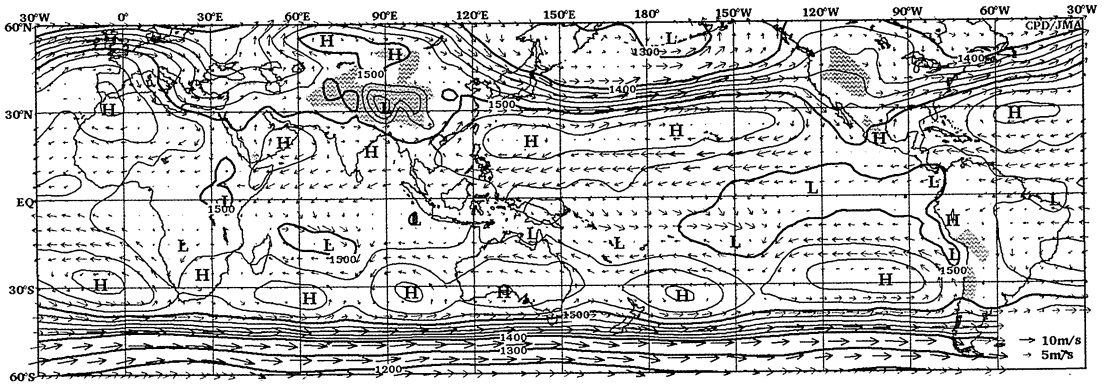 30°W 0° 30°E 60°E 90°E 120°E 150°E 180° 150°W 120°W 90°W 60°W 30°W
60°N
CPD/JMA
H H L H
1300
1500 1400
H L 1400 1500 H
30°N
H H H H H
L L
EQ L L
1500 L H
L L L L L L
1500 1500
H H H H H H H
30°S
1500
1400
1300
10m/s
5m/s
1200
60°S